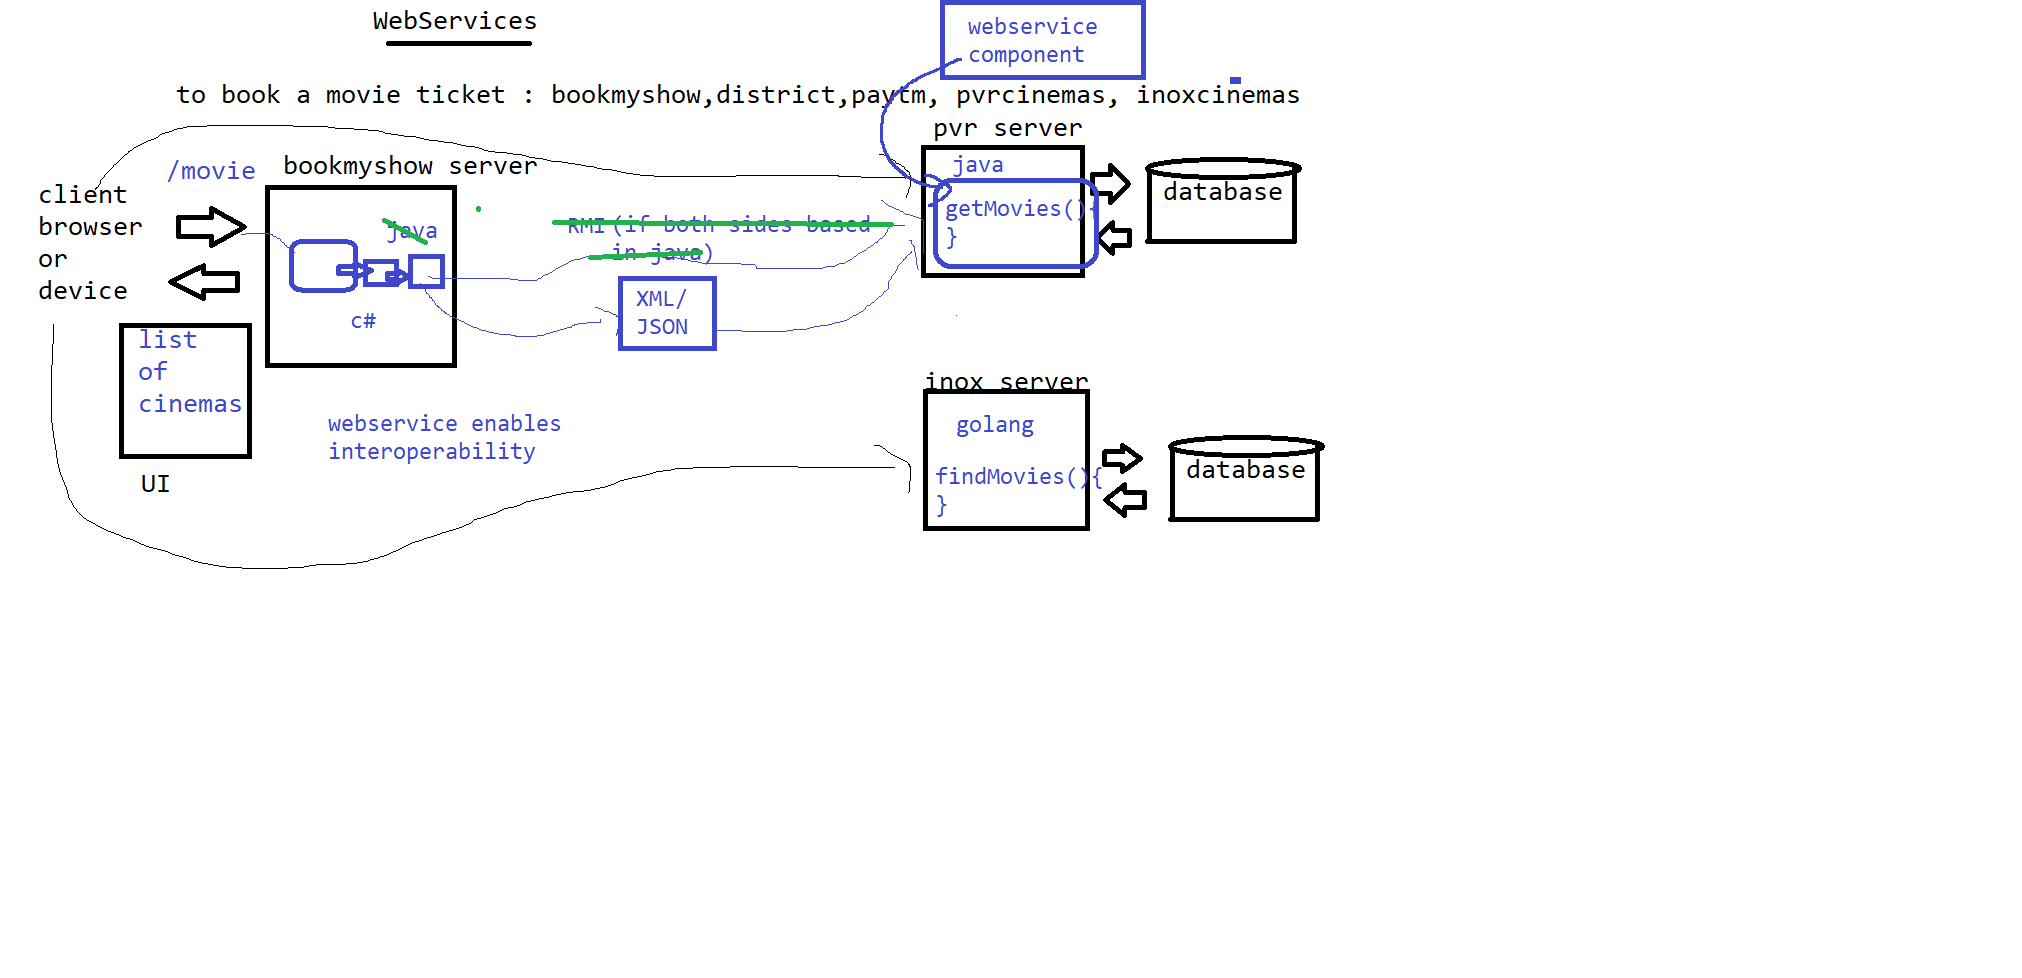 WebServices
webservice
component
to book a movie ticket : bookmyshow,district,paytm, pvrcinemas, inoxcinemas
pvr server
bookmyshow server
/movie
client
browser
or
device
java
c#
RMI (if both sides based
in java)
XML/
JSON
java
getMovies(){
}
database
list
of
cinemas
UI
webservice enables
interoperability
inox server
golang
findMovies(){
}
database